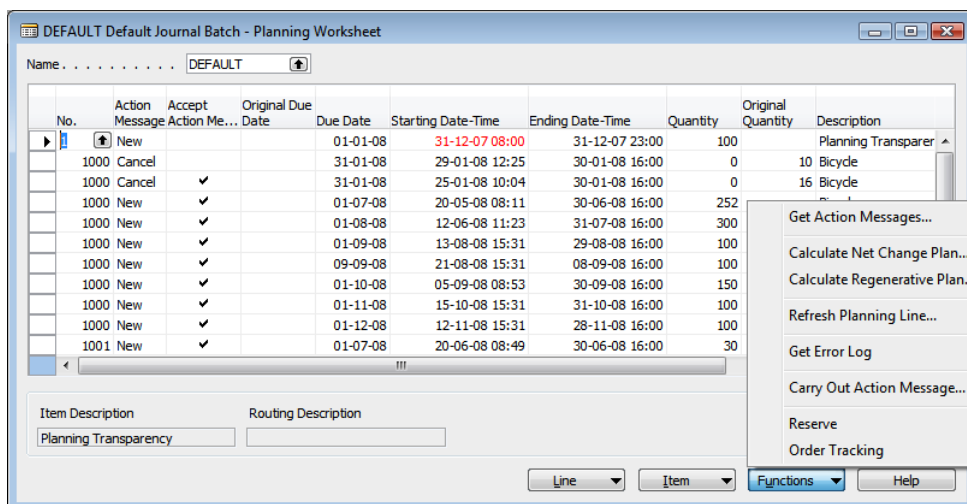 DEFAULT Default Journal Batch - Planning Worksheet
Name . . . . . . . . . . DEFAULT
No. Action Message Accept Action Me... Original Due Date Due Date Starting Date-Time Ending Date-Time Quantity Original Quantity Description
1 New 01-01-08 31-12-07 08:00 31-12-07 23:00 100 Planning Transparer
1000 Cancel 31-01-08 29-01-08 12:25 30-01-08 16:00 0 10 Bicycle
1000 Cancel ✔ 31-01-08 25-01-08 10:04 30-01-08 16:00 0 16 Bicycle
1000 New ✔ 01-07-08 20-05-08 08:11 30-06-08 16:00 252
1000 New ✔ 01-08-08 12-06-08 11:23 31-07-08 16:00 300
1000 New ✔ 01-09-08 13-08-08 15:31 29-08-08 16:00 100
1000 New ✔ 09-09-08 21-08-08 15:31 08-09-08 16:00 100
1000 New ✔ 01-10-08 05-09-08 08:53 30-09-08 16:00 150
1000 New ✔ 01-11-08 15-10-08 15:31 31-10-08 16:00 100
1000 New ✔ 01-12-08 12-11-08 15:31 28-11-08 16:00 100
1001 New ✔ 01-07-08 20-06-08 08:49 30-06-08 16:00 30
Get Action Messages...
Calculate Net Change Plan...
Calculate Regenerative Plan.
Refresh Planning Line...
Get Error Log
Carry Out Action Message...
Reserve
Order Tracking
Item Description Routing Description
Planning Transparency
Line Item Functions Help